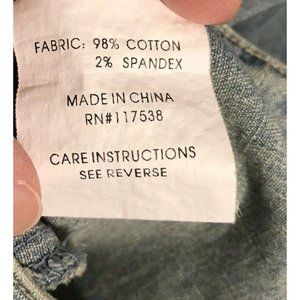 FABRIC: 98% COTTON
2% SPANDEX
MADE IN CHINA
RN#117538
CARE INSTRUCTIONS
SEE REVERSE